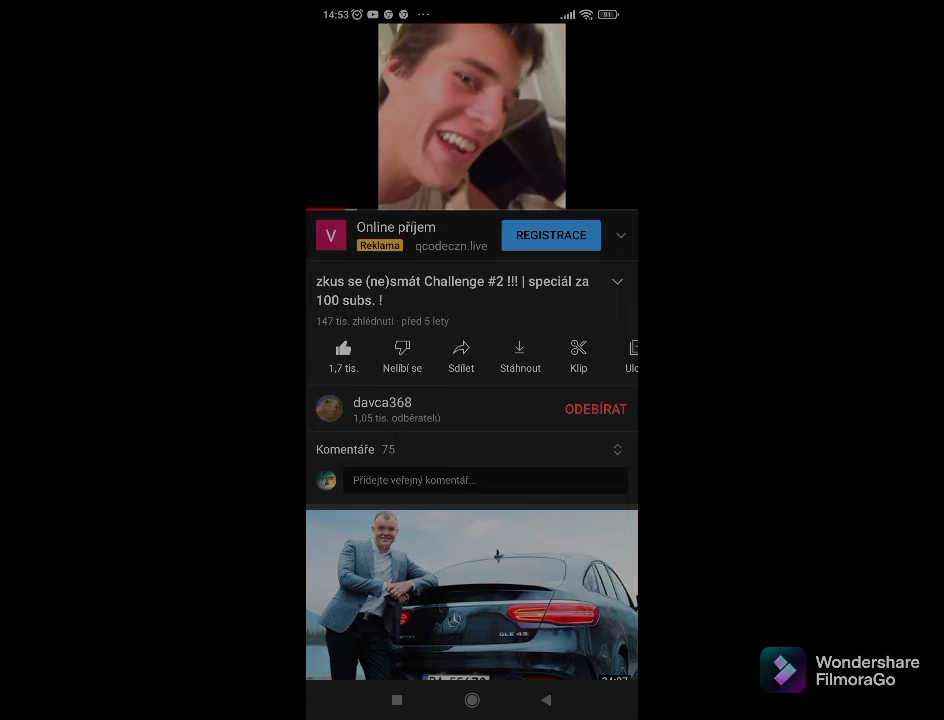 14:53
91
V
Online příjem
Reklama qcodeczn.live
REGISTRACE
zkus se (ne)smát Challenge #2 !!! | speciál za
100 subs. !
147 tis. zhlédnutí · před 5 lety
1,7 tis.
Nelíbí se
Sdílet
Stáhnout
Klip
Ulo
davca368
1,05 tis. odběratelů
ODEBÍRAT
Komentáře 75
Přidejte veřejný komentář...
GLE 43
Wondershare
FilmoraGo